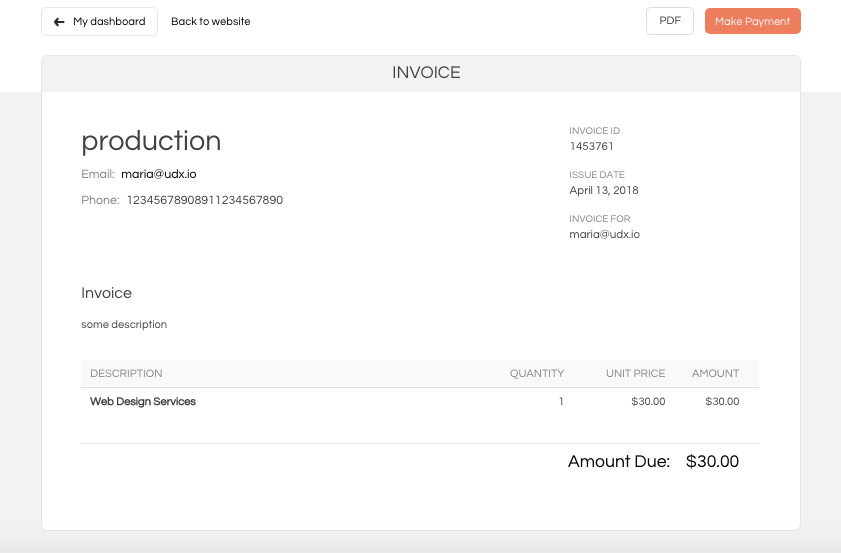 My dashboard Back to website PDF Make Payment
INVOICE
production
Email: maria@udx.io
Phone: 12345678908911234567890
INVOICE ID
1453761
ISSUE DATE
April 13, 2018
INVOICE FOR
maria@udx.io
Invoice
some description
DESCRIPTION QUANTITY UNIT PRICE AMOUNT
Web Design Services 1 $30.00 $30.00
Amount Due: $30.00